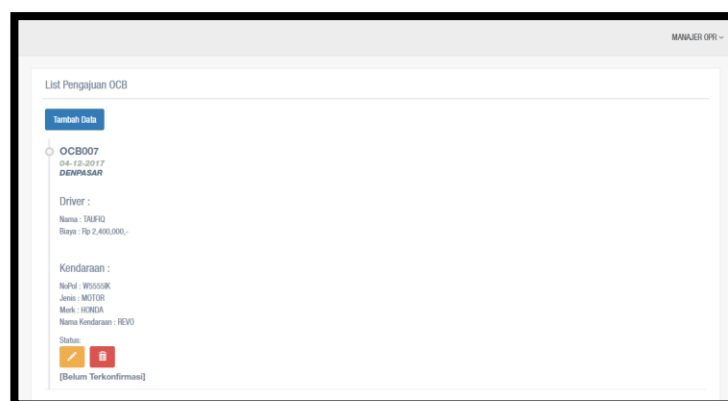 MANAJER OPR
List Pengajuan OCB
Tambah Data
OCB007
04-12-2017
DENPASAR
Driver :
Nama : TAUFIQ
Biaya : Rp 2,400,000,-
Kendaraan :
NoPol : W5555IK
Jenis : MOTOR
Merk : HONDA
Nama Kendaraan : REVO
Status:
[Belum Terkonfirmasi]